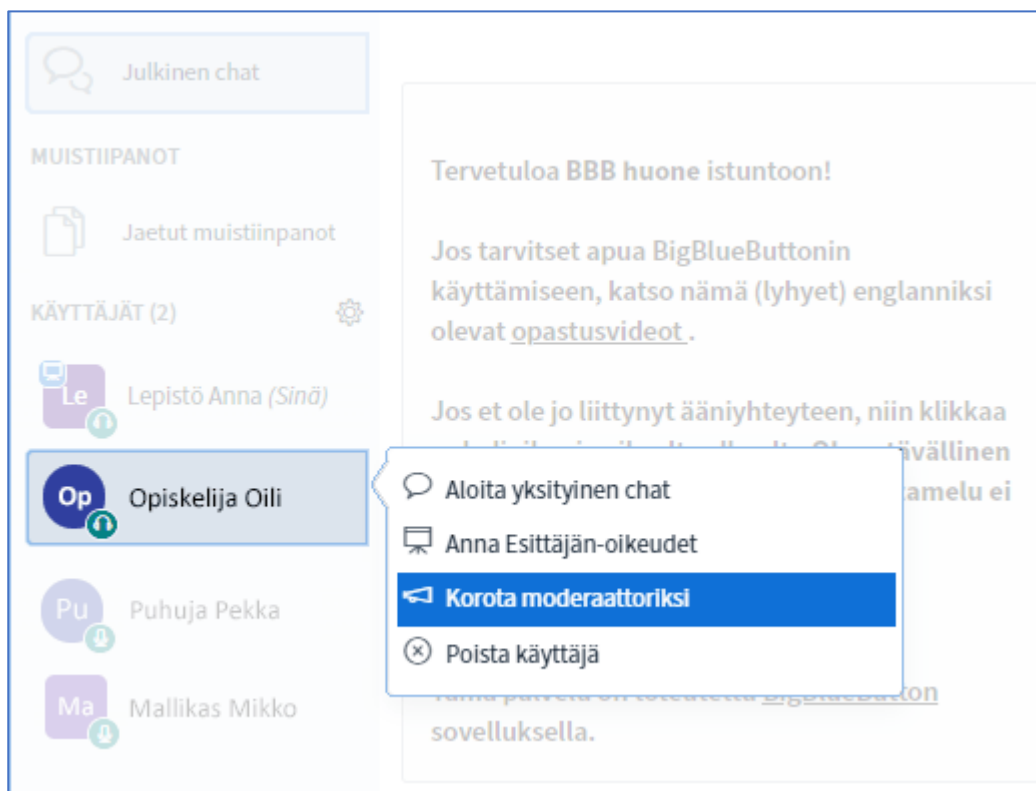 Julkinen chat
MUISTIIPANOT
Jaetut muistiinpanot
KÄYTTÄJÄT (2)
Le
Lepistö Anna (Sinä)
Op
Opiskelija Oili
Pu
Puhuja Pekka
Ma
Mallikas Mikko
Tervetuloa BBB huone istuntoon!
Jos tarvitset apua BigBlueButtonin
käyttämiseen, katso nämä (lyhyet) englanniksi
olevat opastusvideot .
Jos et ole jo liittynyt ääniyhteyteen, niin klikkaa
Aloita yksityinen chat
Anna Esittäjän-oikeudet
Korota moderaattoriksi
Poista käyttäjä
BigBlueButton
sovelluksella.